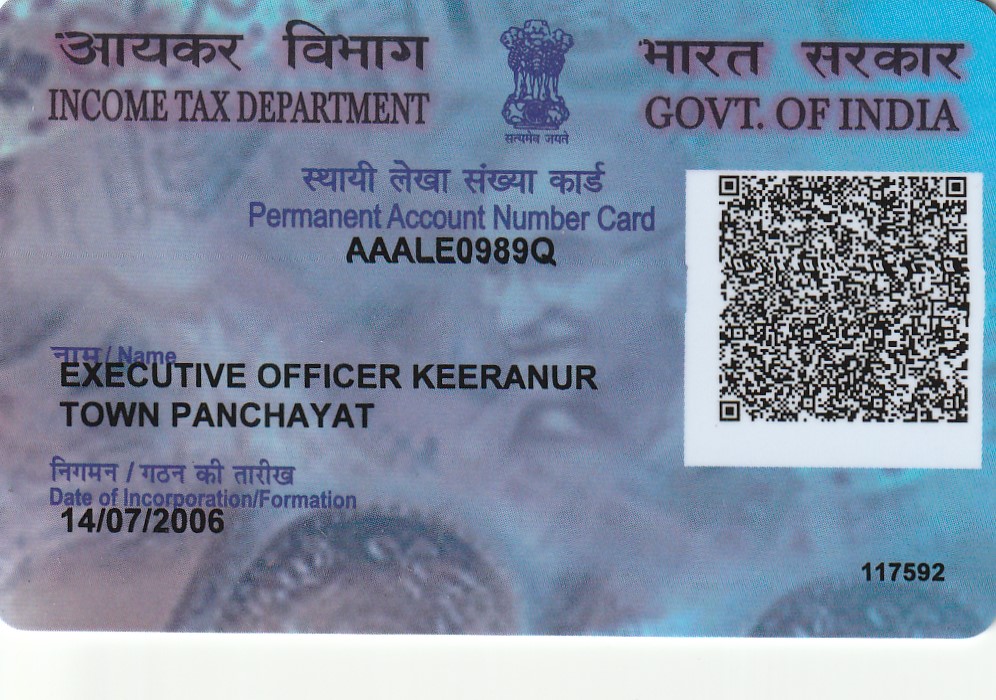 आयकर विभाग
INCOME TAX DEPARTMENT
सत्यमेव जयते
भारत सरकार
GOVT. OF INDIA
स्थायी लेखा संख्या कार्ड
Permanent Account Number Card
AAALE0989Q
नाम / Name
EXECUTIVE OFFICER KEERANUR
TOWN PANCHAYAT
निगमन / गठन की तारीख
Date of Incorporation/Formation
14/07/2006
117592